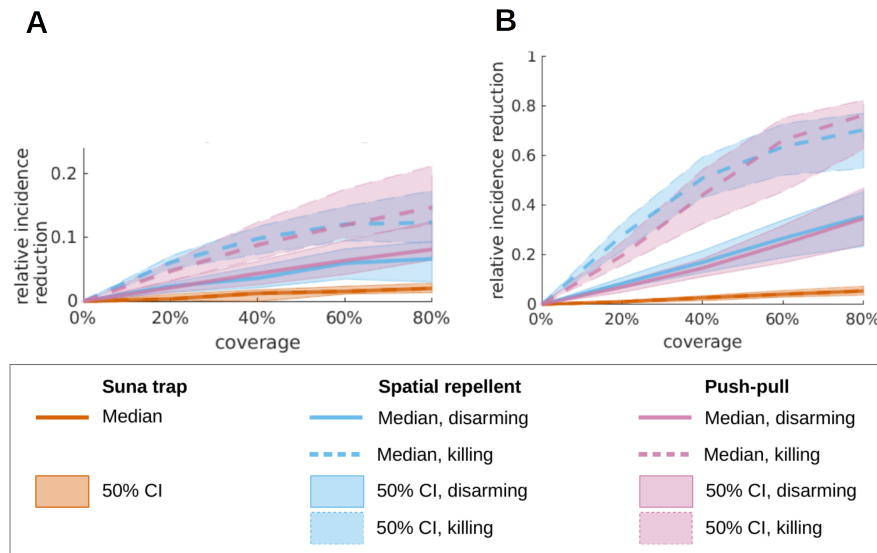 A
B
relative incidence
reduction
0.2
0.1
0
0%
20%
40%
60%
80%
coverage
relative incidence reduction
1
0.8
0.6
0.4
0.2
0
0%
20%
40%
60%
80%
coverage
Suna trap
Spatial repellent
Push-pull
Median
Median, disarming
Median, disarming
Median, killing
Median, killing
50% CI
50% CI, disarming
50% CI, disarming
50% CI, killing
50% CI, killing